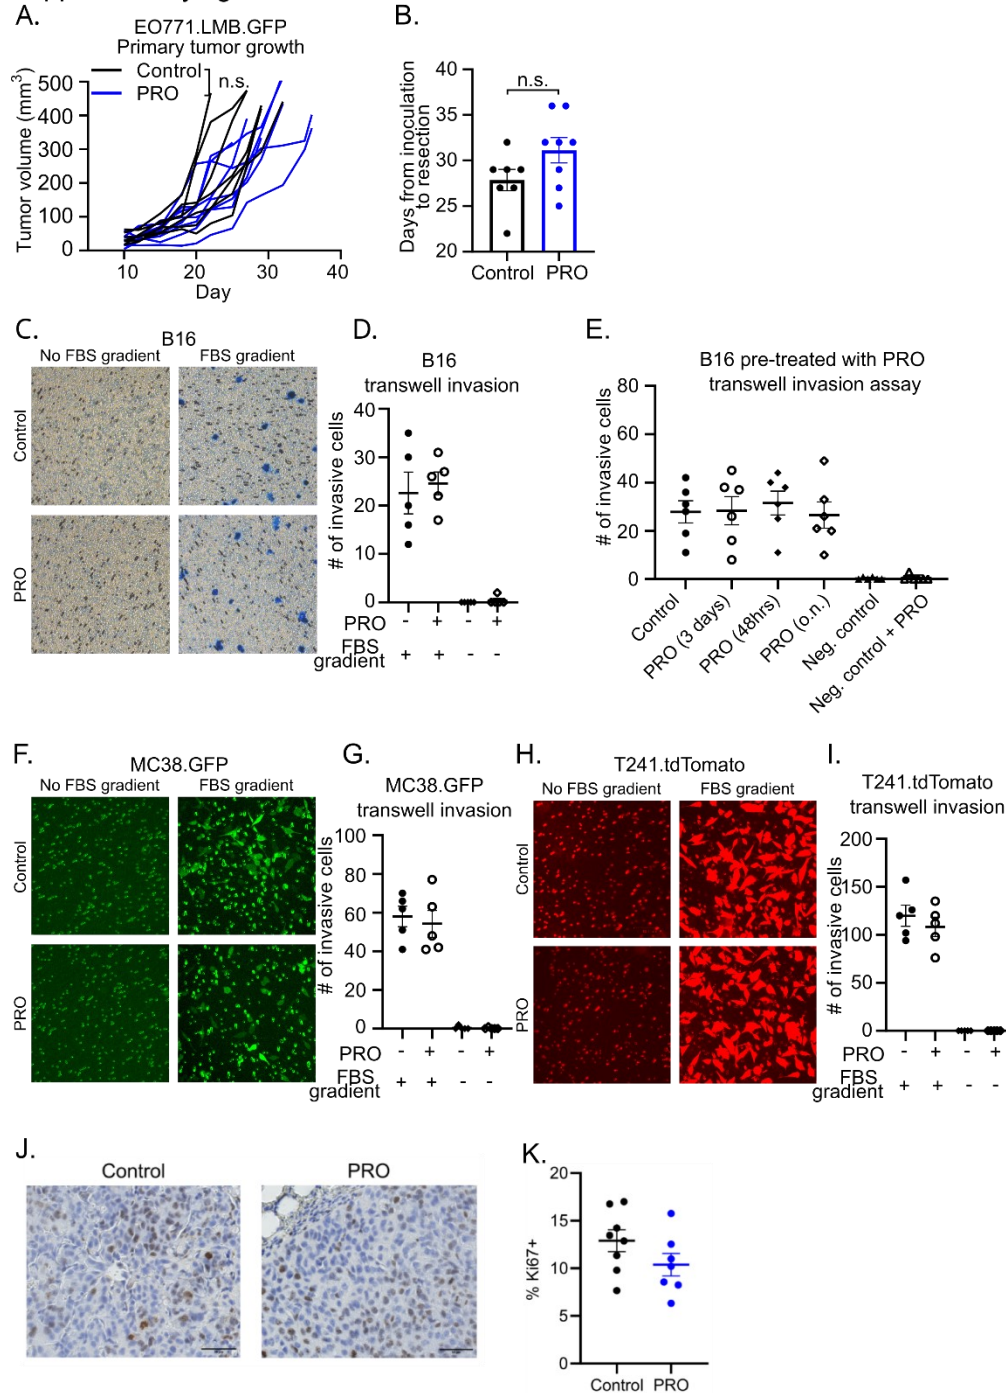 A.
EO771.LMB.GFP
Primary tumor growth
Control
PRO
n.s.
Tumor volume (mm3)
500
400
300
200
100
0
10 20 30 40
Day
B.
n.s.
Days from inoculation
to resection
40
35
30
25
20
Control PRO
C.
B16
No FBS gradient FBS gradient
Control
PRO
D.
B16
transwell invasion
# of invasive cells
40
30
20
10
0
PRO - + - +
FBS
gradient + + - -
E.
B16 pre-treated with PRO
transwell invasion assay
# of invasive cells
80
60
40
20
0
Control
PRO (3 days)
PRO (48hrs)
PRO (o.n.)
Neg. control
Neg. control + PRO
F.
MC38.GFP
No FBS gradient FBS gradient
Control
PRO
G.
MC38.GFP
transwell invasion
# of invasive cells
100
80
60
40
20
0
PRO - + - +
FBS
gradient + + - -
H.
T241.tdTomato
No FBS gradient FBS gradient
Control
PRO
I.
T241.tdTomato
transwell invasion
# of invasive cells
200
150
100
50
0
PRO - + - +
FBS
gradient + + - -
J.
Control PRO
K.
% Ki67+
20
15
10
5
0
Control PRO